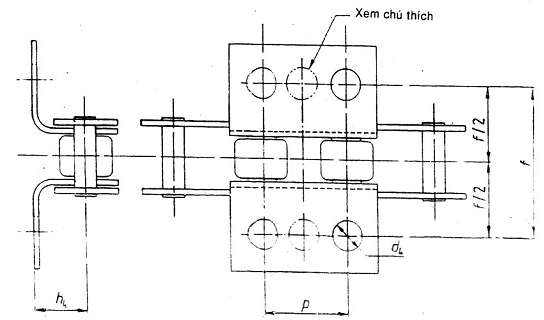 Xem chú thích
f/2
f
f/2
d₄
h₄
p